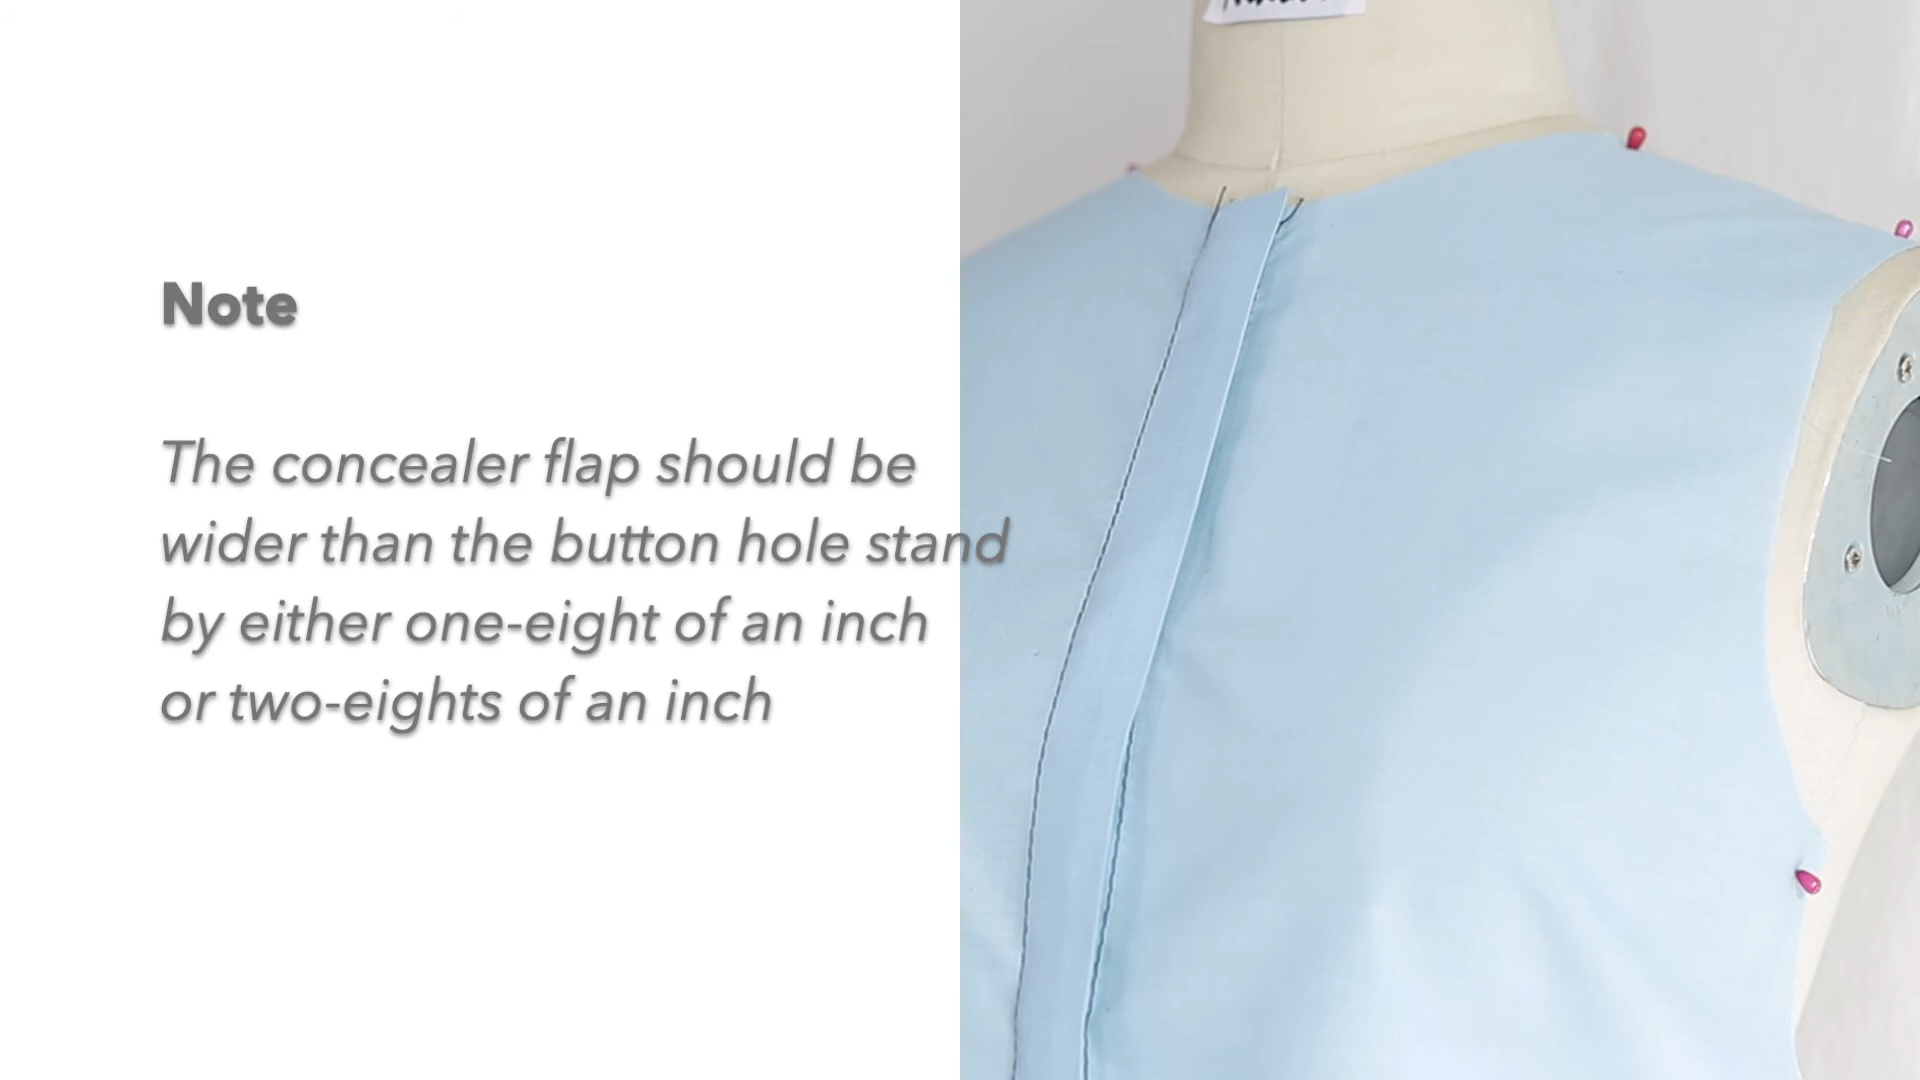 Note
The concealer flap should be
wider than the button hole stand
by either one-eight of an inch
or two-eights of an inch